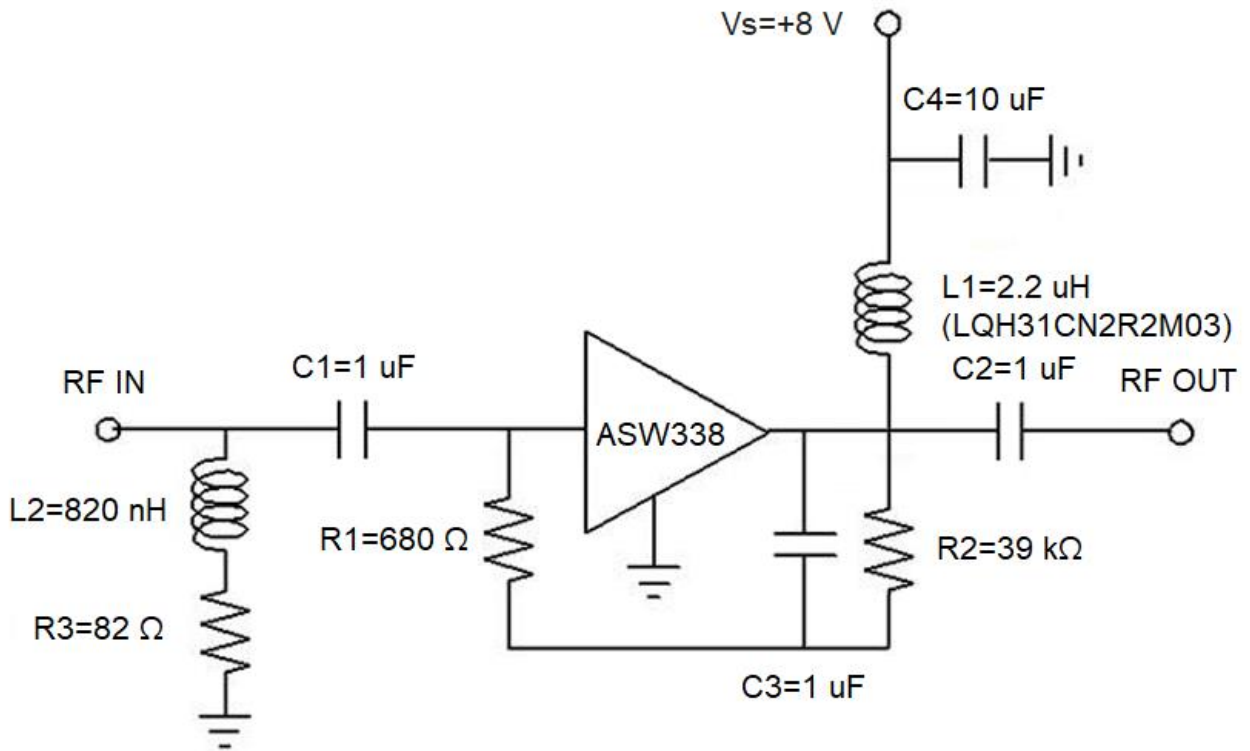 Vs=+8 V
C4=10 uF
L1=2.2 uH
(LQH31CN2R2M03)
C1=1 uF
C2=1 uF
RF IN
RF OUT
ASW338
L2=820 nH
R1=680 Ω
R2=39 kΩ
R3=82 Ω
C3=1 uF